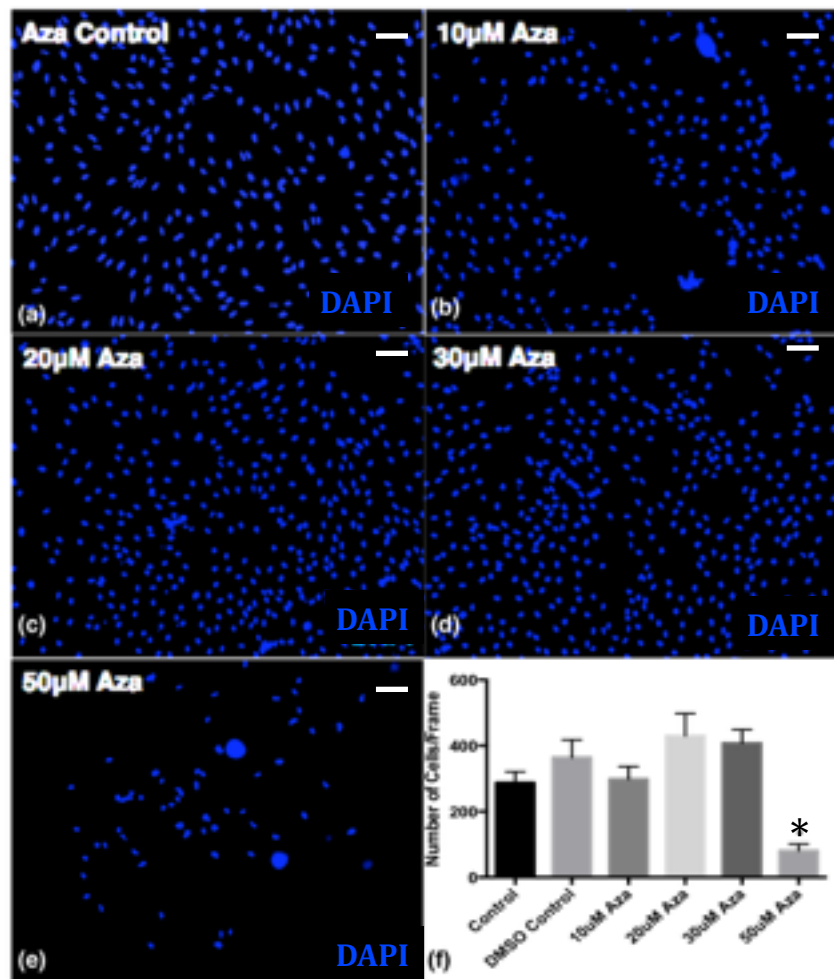 Aza Control
DAPI
(a)
10µM Aza
DAPI
(b)
20µM Aza
DAPI
(c)
30µM Aza
DAPI
(d)
50µM Aza
DAPI
(e)
600
400
200
0
Number of Cells/Frame
*
Control
DMSO Control
10uM Aza
20uM Aza
30uM Aza
50uM Aza
(f)